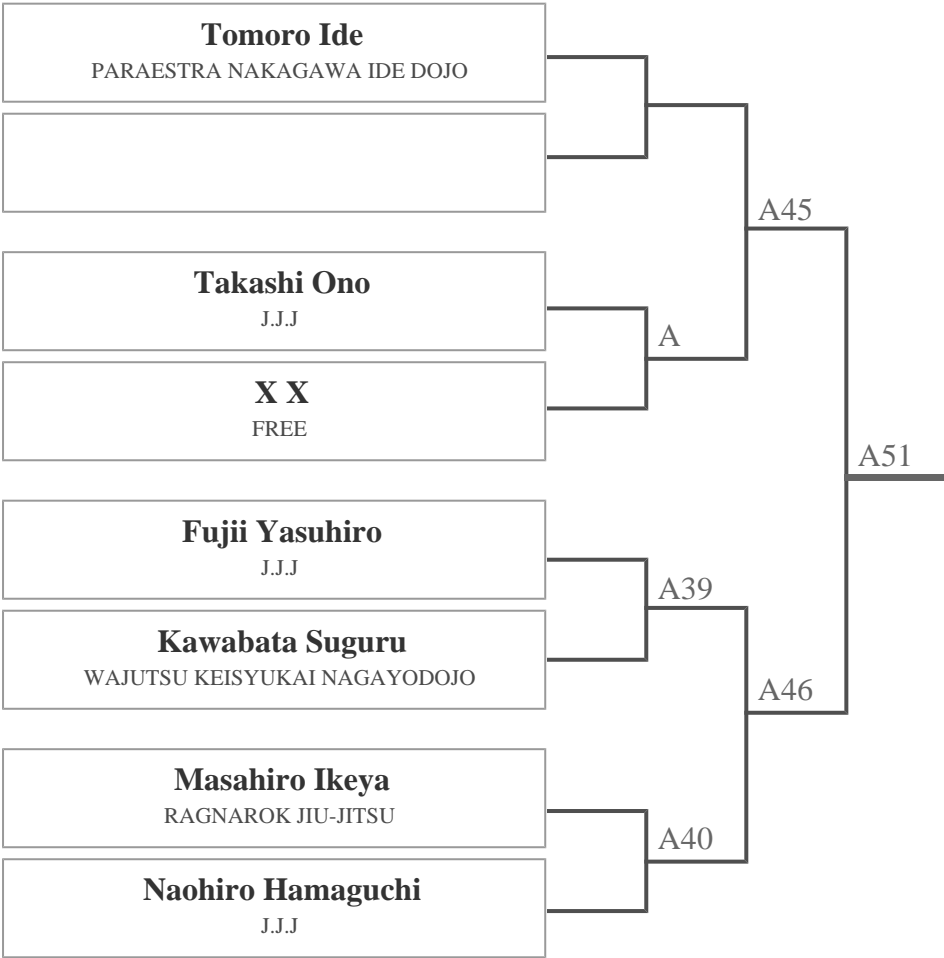 Tomoro Ide
PARAESTRA NAKAGAWA IDE DOJO
A45
Takashi Ono
J.J.J
A
X X
FREE
A51
Fujii Yasuhiro
J.J.J
A39
Kawabata Suguru
WAJUTSU KEISYUKAI NAGAYODOJO
A46
Masahiro Ikeya
RAGNAROK JIU-JITSU
A40
Naohiro Hamaguchi
J.J.J